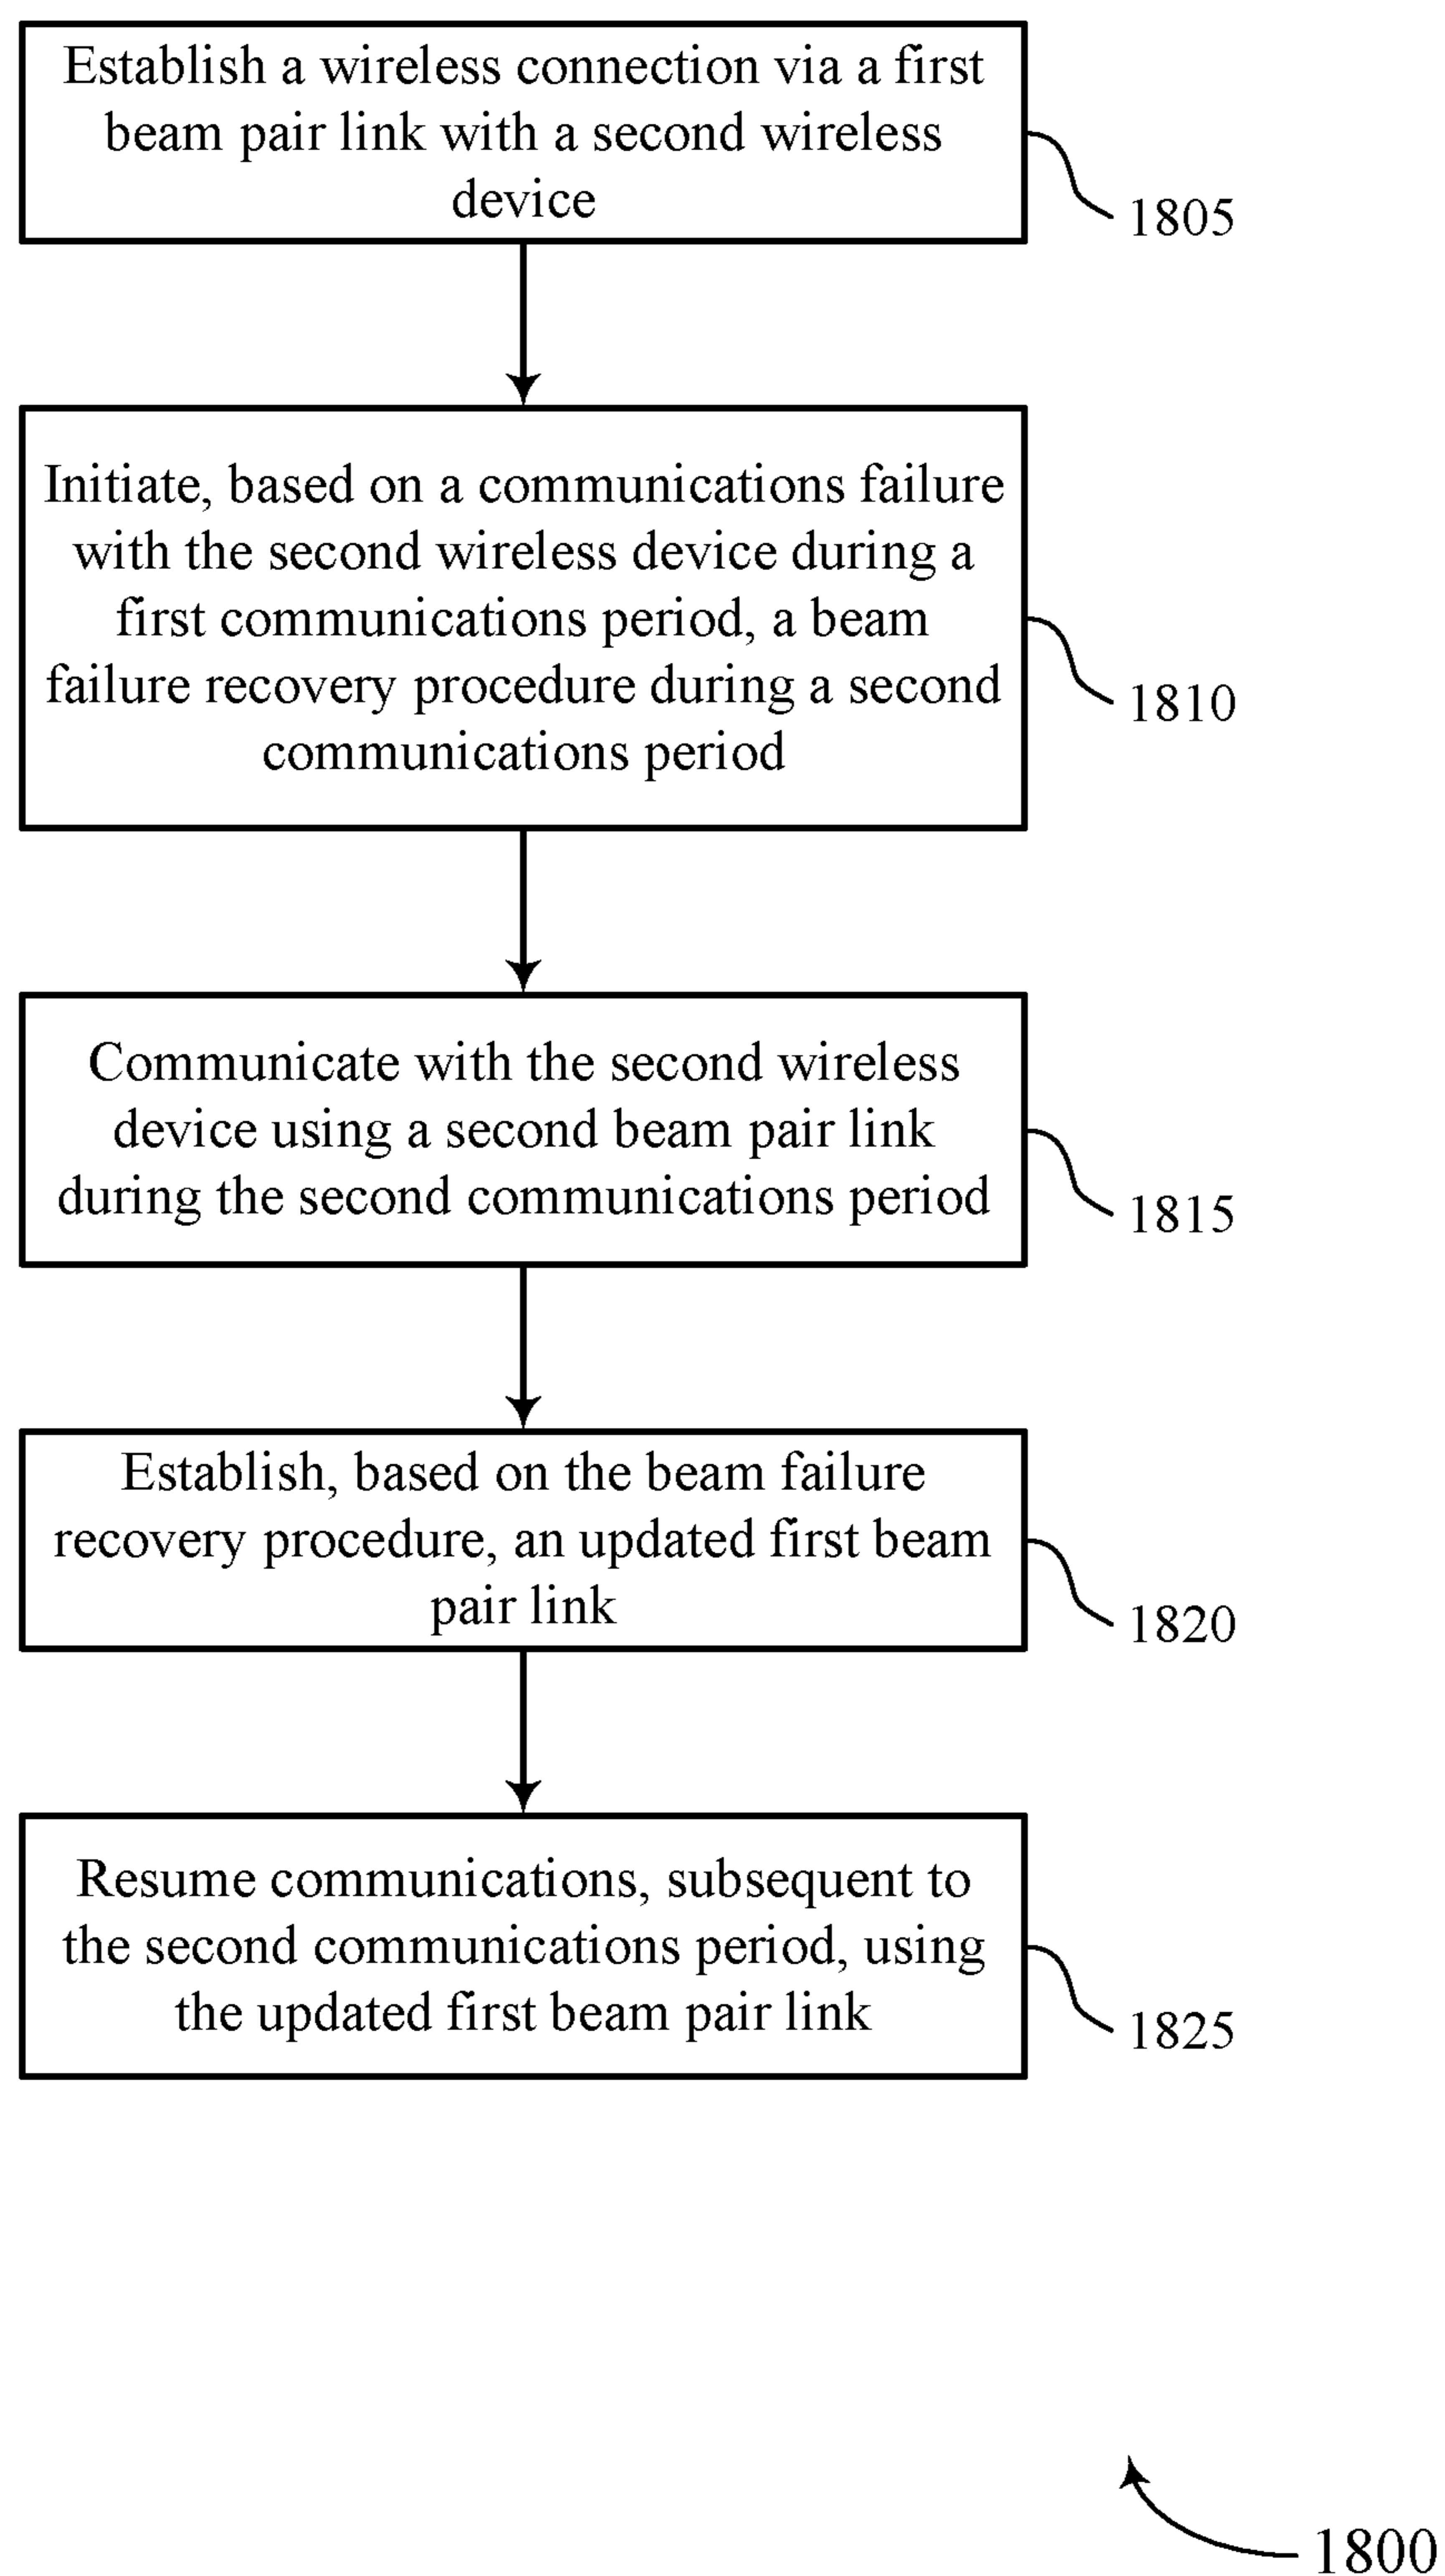 Establish a wireless connection via a first
beam pair link with a second wireless
device
1805
Initiate, based on a communications failure
with the second wireless device during a
first communications period, a beam
failure recovery procedure during a second
communications period
1810
Communicate with the second wireless
device using a second beam pair link
during the second communications period
1815
Establish, based on the beam failure
recovery procedure, an updated first beam
pair link
1820
Resume communications, subsequent to
the second communications period, using
the updated first beam pair link
1825
1800